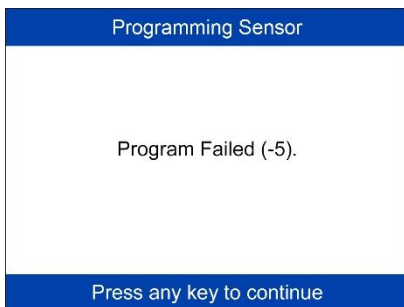 Programming Sensor
Program Failed (-5).
Press any key to continue